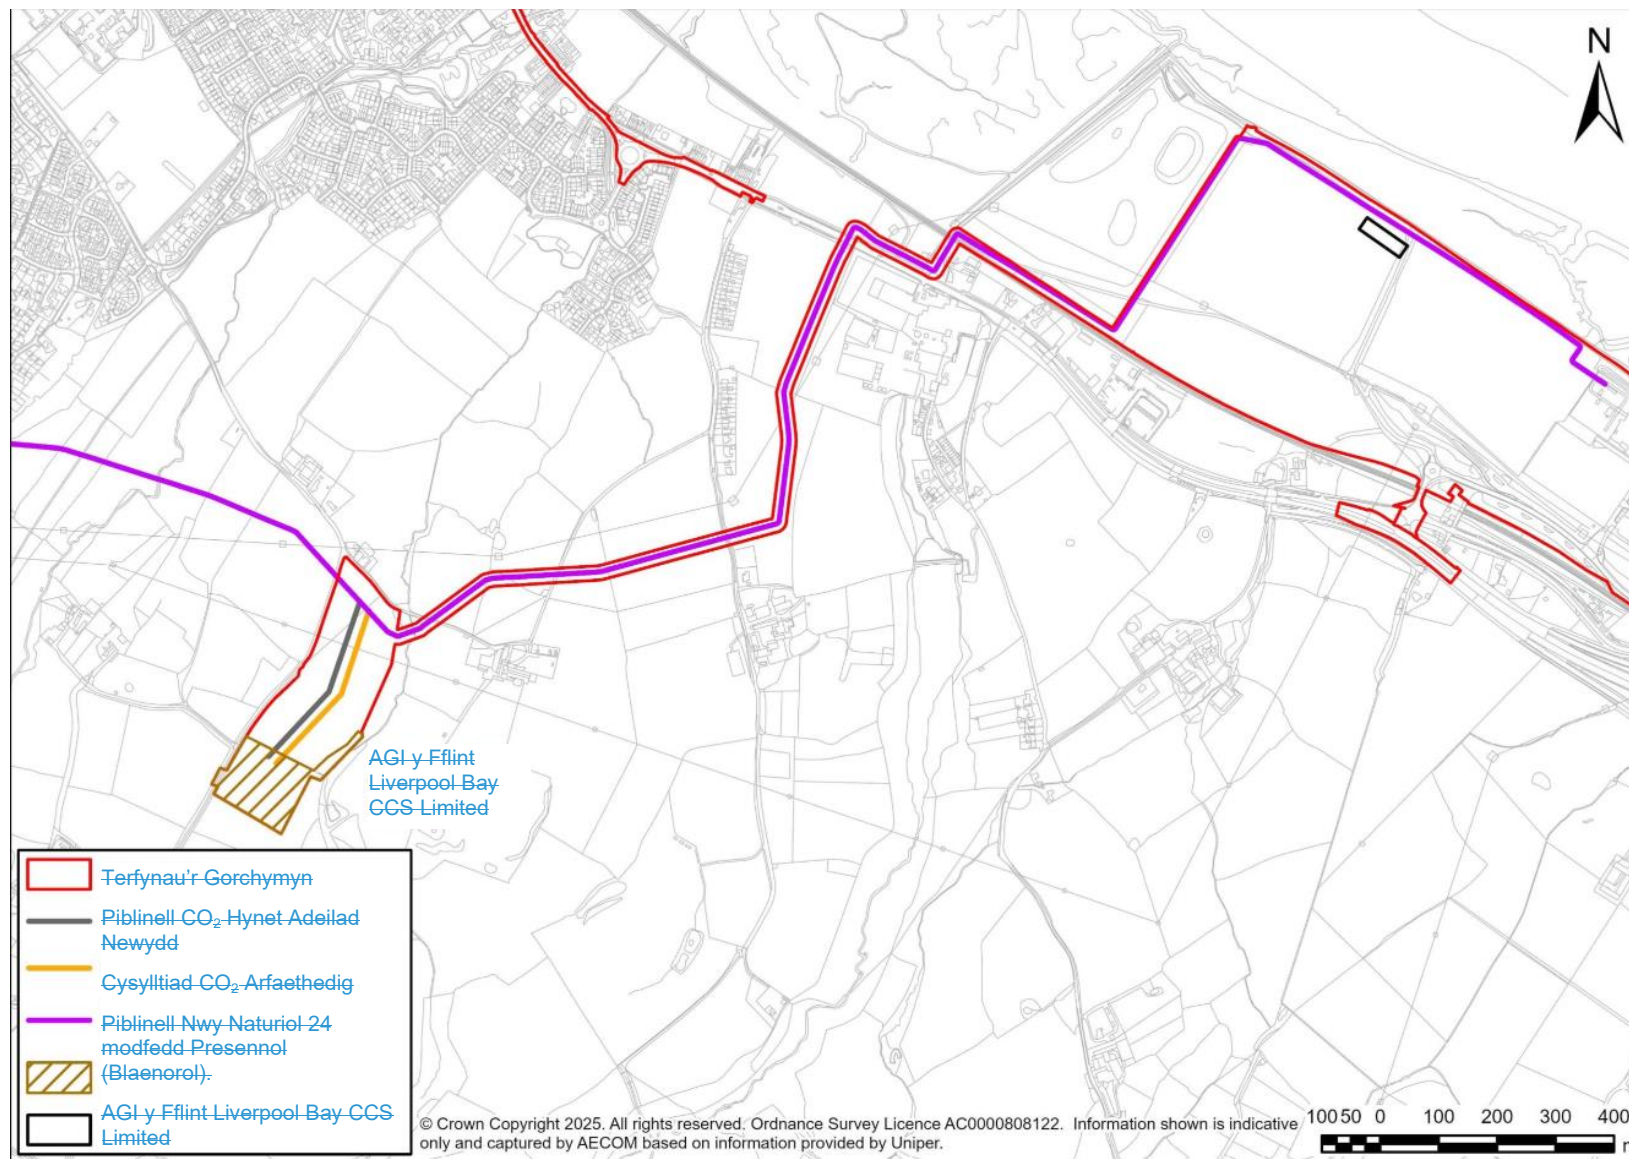 N
AGI y Fflint
Liverpool Bay
CCS Limited
Terfynau'r Gorchymyn
Piblinell CO₂ Hynet Adeilad
Newydd
Cysylltiad CO₂ Arfaethedig
Piblinell Nwy Naturiol 24
modfedd Presennol
(Blaenorol).
AGI y Fflint Liverpool Bay CCS
Limited
© Crown Copyright 2025. All rights reserved. Ordnance Survey Licence AC0000808122. Information shown is indicative
only and captured by AECOM based on information provided by Uniper.
100 50 0 100 200 300 400